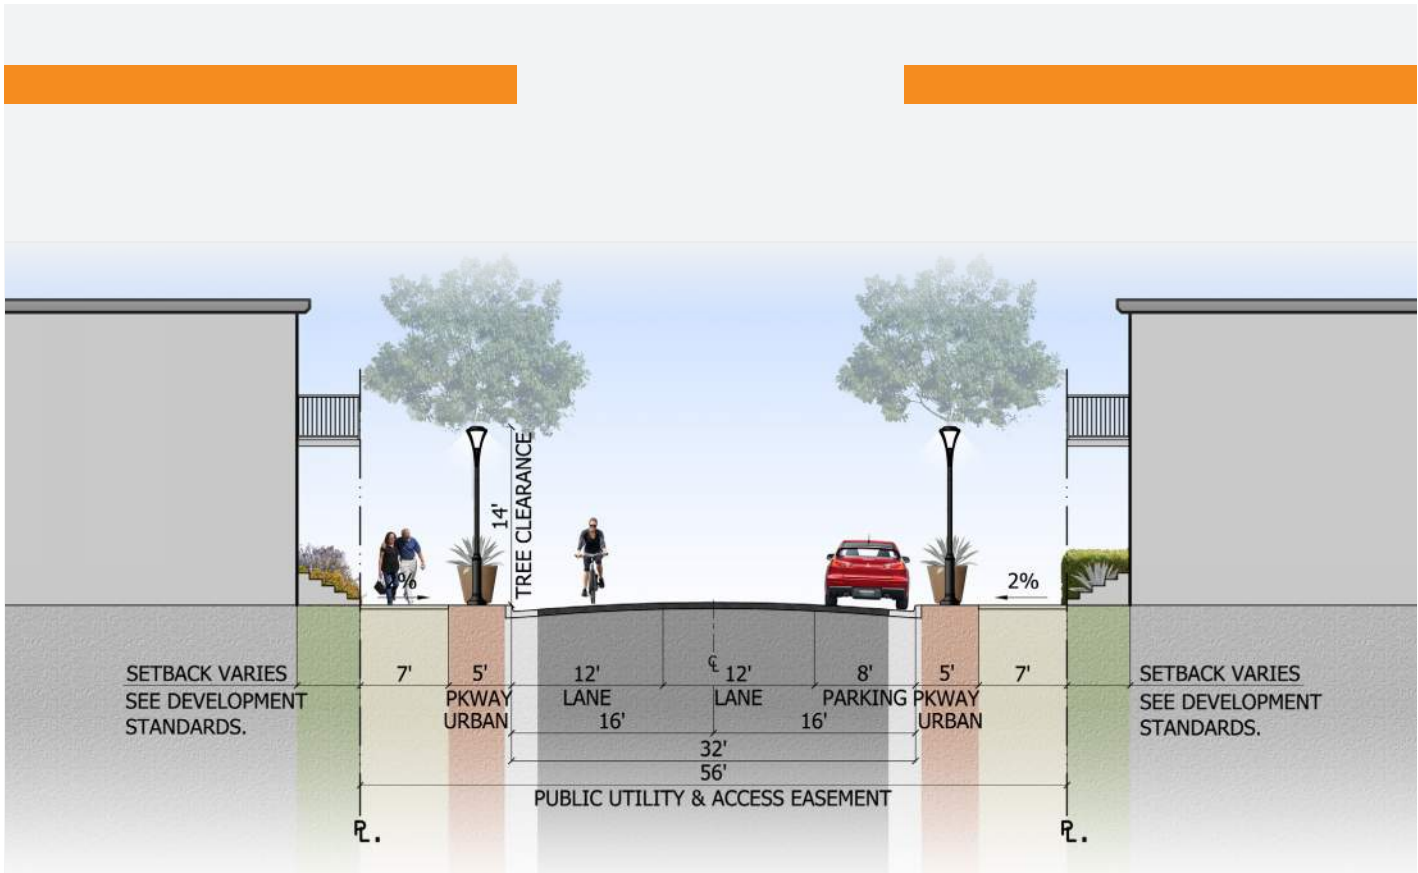 14'
TREE CLEARANCE
2%
2%
SETBACK VARIES
SEE DEVELOPMENT
STANDARDS.
7'
5'
PKWAY
URBAN
12'
LANE
℄
12'
LANE
8'
PARKING
5'
PKWAY
URBAN
7'
SETBACK VARIES
SEE DEVELOPMENT
STANDARDS.
16'
16'
32'
56'
PUBLIC UTILITY & ACCESS EASEMENT
PL.
PL.